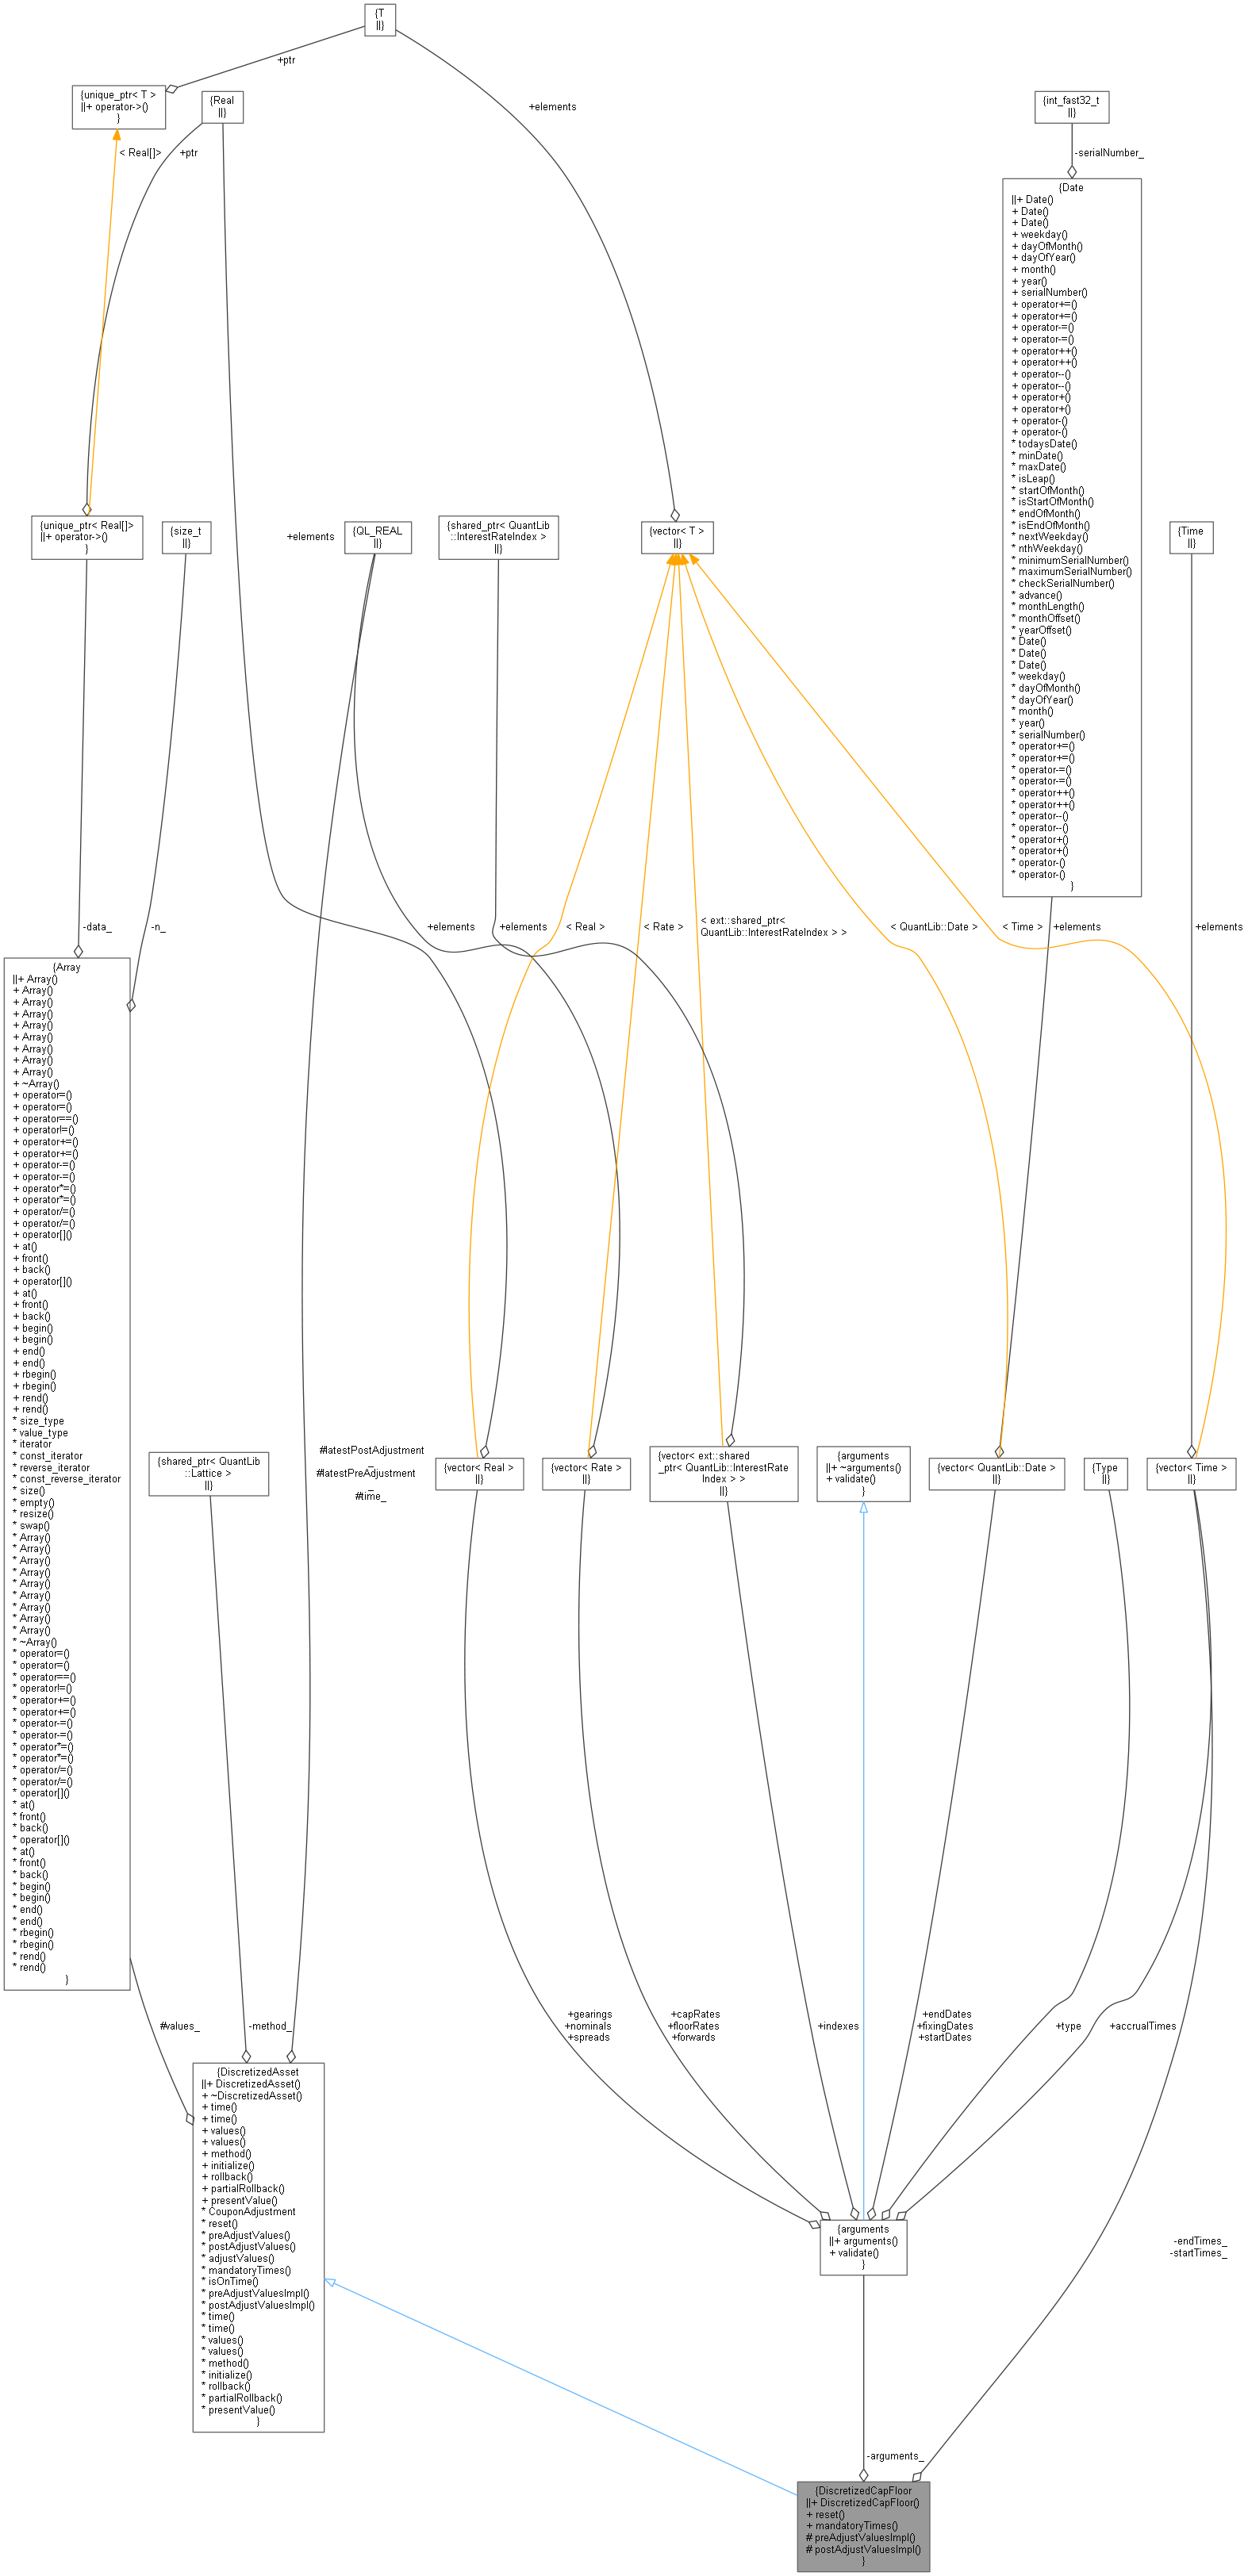 {T
||}
+ptr
{unique_ptr< T >
||+ operator->()
}
{Real
||}
+elements
{int_fast32_t
||}
< Real[]>
+ptr
-serialNumber_
{Date
||+ Date()
+ Date()
+ Date()
+ weekday()
+ dayOfMonth()
+ dayOfYear()
+ month()
+ year()
+ serialNumber()
+ operator+=()
+ operator+=()
+ operator-=()
+ operator-=()
+ operator++()
+ operator++()
+ operator--()
+ operator--()
+ operator+()
+ operator+()
+ operator-()
+ operator-()
* todaysDate()
* minDate()
* maxDate()
* isLeap()
* startOfMonth()
* isStartOfMonth()
* endOfMonth()
* isEndOfMonth()
* nextWeekday()
* nthWeekday()
* minimumSerialNumber()
* maximumSerialNumber()
* checkSerialNumber()
* advance()
* monthLength()
* monthOffset()
* yearOffset()
* Date()
* Date()
* Date()
* weekday()
* dayOfMonth()
* dayOfYear()
* month()
* year()
* serialNumber()
* operator+=()
* operator+=()
* operator-=()
* operator-=()
* operator++()
* operator++()
* operator--()
* operator--()
* operator+()
* operator+()
* operator-()
* operator-()
}
{unique_ptr< Real[]>
||+ operator->()
}
{size_t
||}
+elements
{QL_REAL
||}
{shared_ptr< QuantLib
::InterestRateIndex >
||}
{vector< T >
||}
{Time
||}
-data_
-n_
+elements
+elements
< Real >
< Rate >
< ext::shared_ptr<
QuantLib::InterestRateIndex > >
< QuantLib::Date >
< Time >
+elements
+elements
{Array
||+ Array()
+ Array()
+ Array()
+ Array()
+ Array()
+ Array()
+ Array()
+ Array()
+ Array()
+ ~Array()
+ operator=()
+ operator=()
+ operator==()
+ operator!=()
+ operator+=()
+ operator+=()
+ operator-=()
+ operator-=()
+ operator*=()
+ operator*=()
+ operator/=()
+ operator/=()
+ operator[]()
+ at()
+ front()
+ back()
+ operator[]()
+ at()
+ front()
+ back()
+ begin()
+ begin()
+ end()
+ end()
+ rbegin()
+ rbegin()
+ rend()
+ rend()
* size_type
* value_type
* iterator
* const_iterator
* reverse_iterator
* const_reverse_iterator
* size()
* empty()
* resize()
* swap()
* Array()
* Array()
* Array()
* Array()
* Array()
* Array()
* Array()
* Array()
* Array()
* ~Array()
* operator=()
* operator=()
* operator==()
* operator!=()
* operator+=()
* operator+=()
* operator-=()
* operator-=()
* operator*=()
* operator*=()
* operator/=()
* operator/=()
* operator[]()
* at()
* front()
* back()
* operator[]()
* at()
* front()
* back()
* begin()
* begin()
* end()
* end()
* rbegin()
* rbegin()
* rend()
* rend()
}
{shared_ptr< QuantLib
::Lattice >
||}
#latestPostAdjustment
_
#latestPreAdjustment
_
#time_
{vector< Real >
||}
{vector< Rate >
||}
{vector< ext::shared
_ptr< QuantLib::InterestRate
Index > >
||}
{arguments
||+ ~arguments()
+ validate()
}
{vector< QuantLib::Date >
||}
{Type
||}
{vector< Time >
||}
#values_
-method_
+gearings
+nominals
+spreads
+capRates
+floorRates
+forwards
+indexes
+endDates
+fixingDates
+startDates
+type
+accrualTimes
{DiscretizedAsset
||+ DiscretizedAsset()
+ ~DiscretizedAsset()
+ time()
+ time()
+ values()
+ values()
+ method()
+ initialize()
+ rollback()
+ partialRollback()
+ presentValue()
* CouponAdjustment
* reset()
* preAdjustValues()
* postAdjustValues()
* adjustValues()
* mandatoryTimes()
* isOnTime()
* preAdjustValuesImpl()
* postAdjustValuesImpl()
* time()
* time()
* values()
* values()
* method()
* initialize()
* rollback()
* partialRollback()
* presentValue()
}
{arguments
||+ arguments()
+ validate()
}
-endTimes_
-startTimes_
-arguments_
{DiscretizedCapFloor
||+ DiscretizedCapFloor()
+ reset()
+ mandatoryTimes()
# preAdjustValuesImpl()
# postAdjustValuesImpl()
}